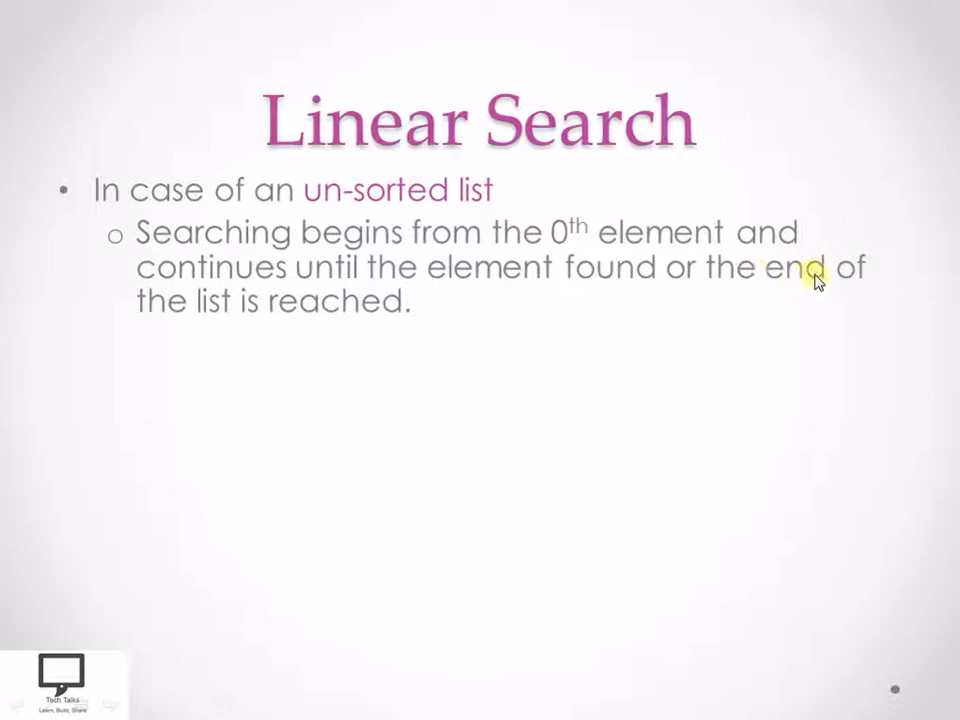 Linear Search
• In case of an un-sorted list
o Searching begins from the 0th element and
continues until the element found or the end of
the list is reached.
Tech Talks
Learn, Build, Share